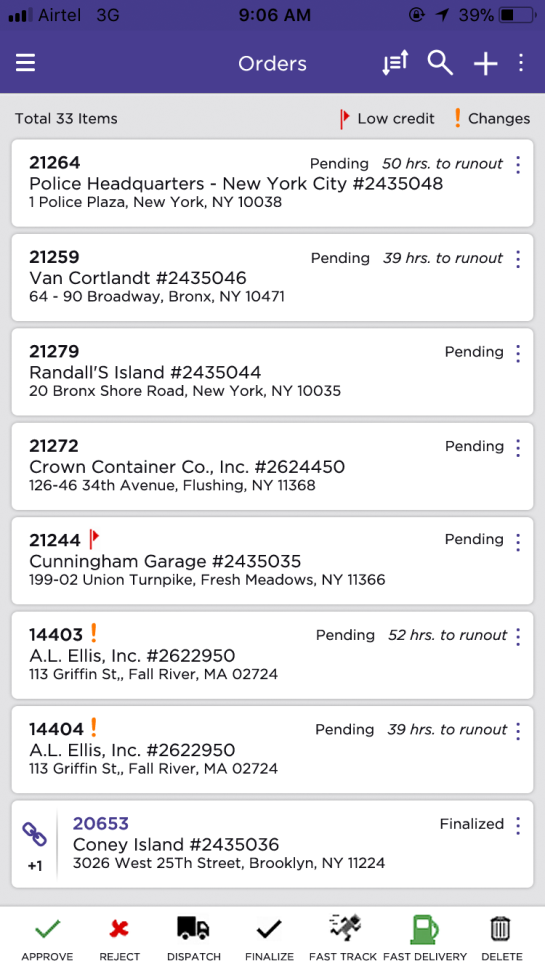 Airtel 3G 9:06 AM 39%
Orders
Total 33 Items Low credit Changes
21264 Pending 50 hrs. to runout
Police Headquarters - New York City #2435048
1 Police Plaza, New York, NY 10038
21259 Pending 39 hrs. to runout
Van Cortlandt #2435046
64 - 90 Broadway, Bronx, NY 10471
21279 Pending
Randall'S Island #2435044
20 Bronx Shore Road, New York, NY 10035
21272 Pending
Crown Container Co., Inc. #2624450
126-46 34th Avenue, Flushing, NY 11368
21244 Pending
Cunningham Garage #2435035
199-02 Union Turnpike, Fresh Meadows, NY 11366
14403 Pending 52 hrs. to runout
A.L. Ellis, Inc. #2622950
113 Griffin St,, Fall River, MA 02724
14404 Pending 39 hrs. to runout
A.L. Ellis, Inc. #2622950
113 Griffin St,, Fall River, MA 02724
20653 Finalized
Coney Island #2435036
3026 West 25Th Street, Brooklyn, NY 11224
+1
APPROVE REJECT DISPATCH FINALIZE FAST TRACK FAST DELIVERY DELETE